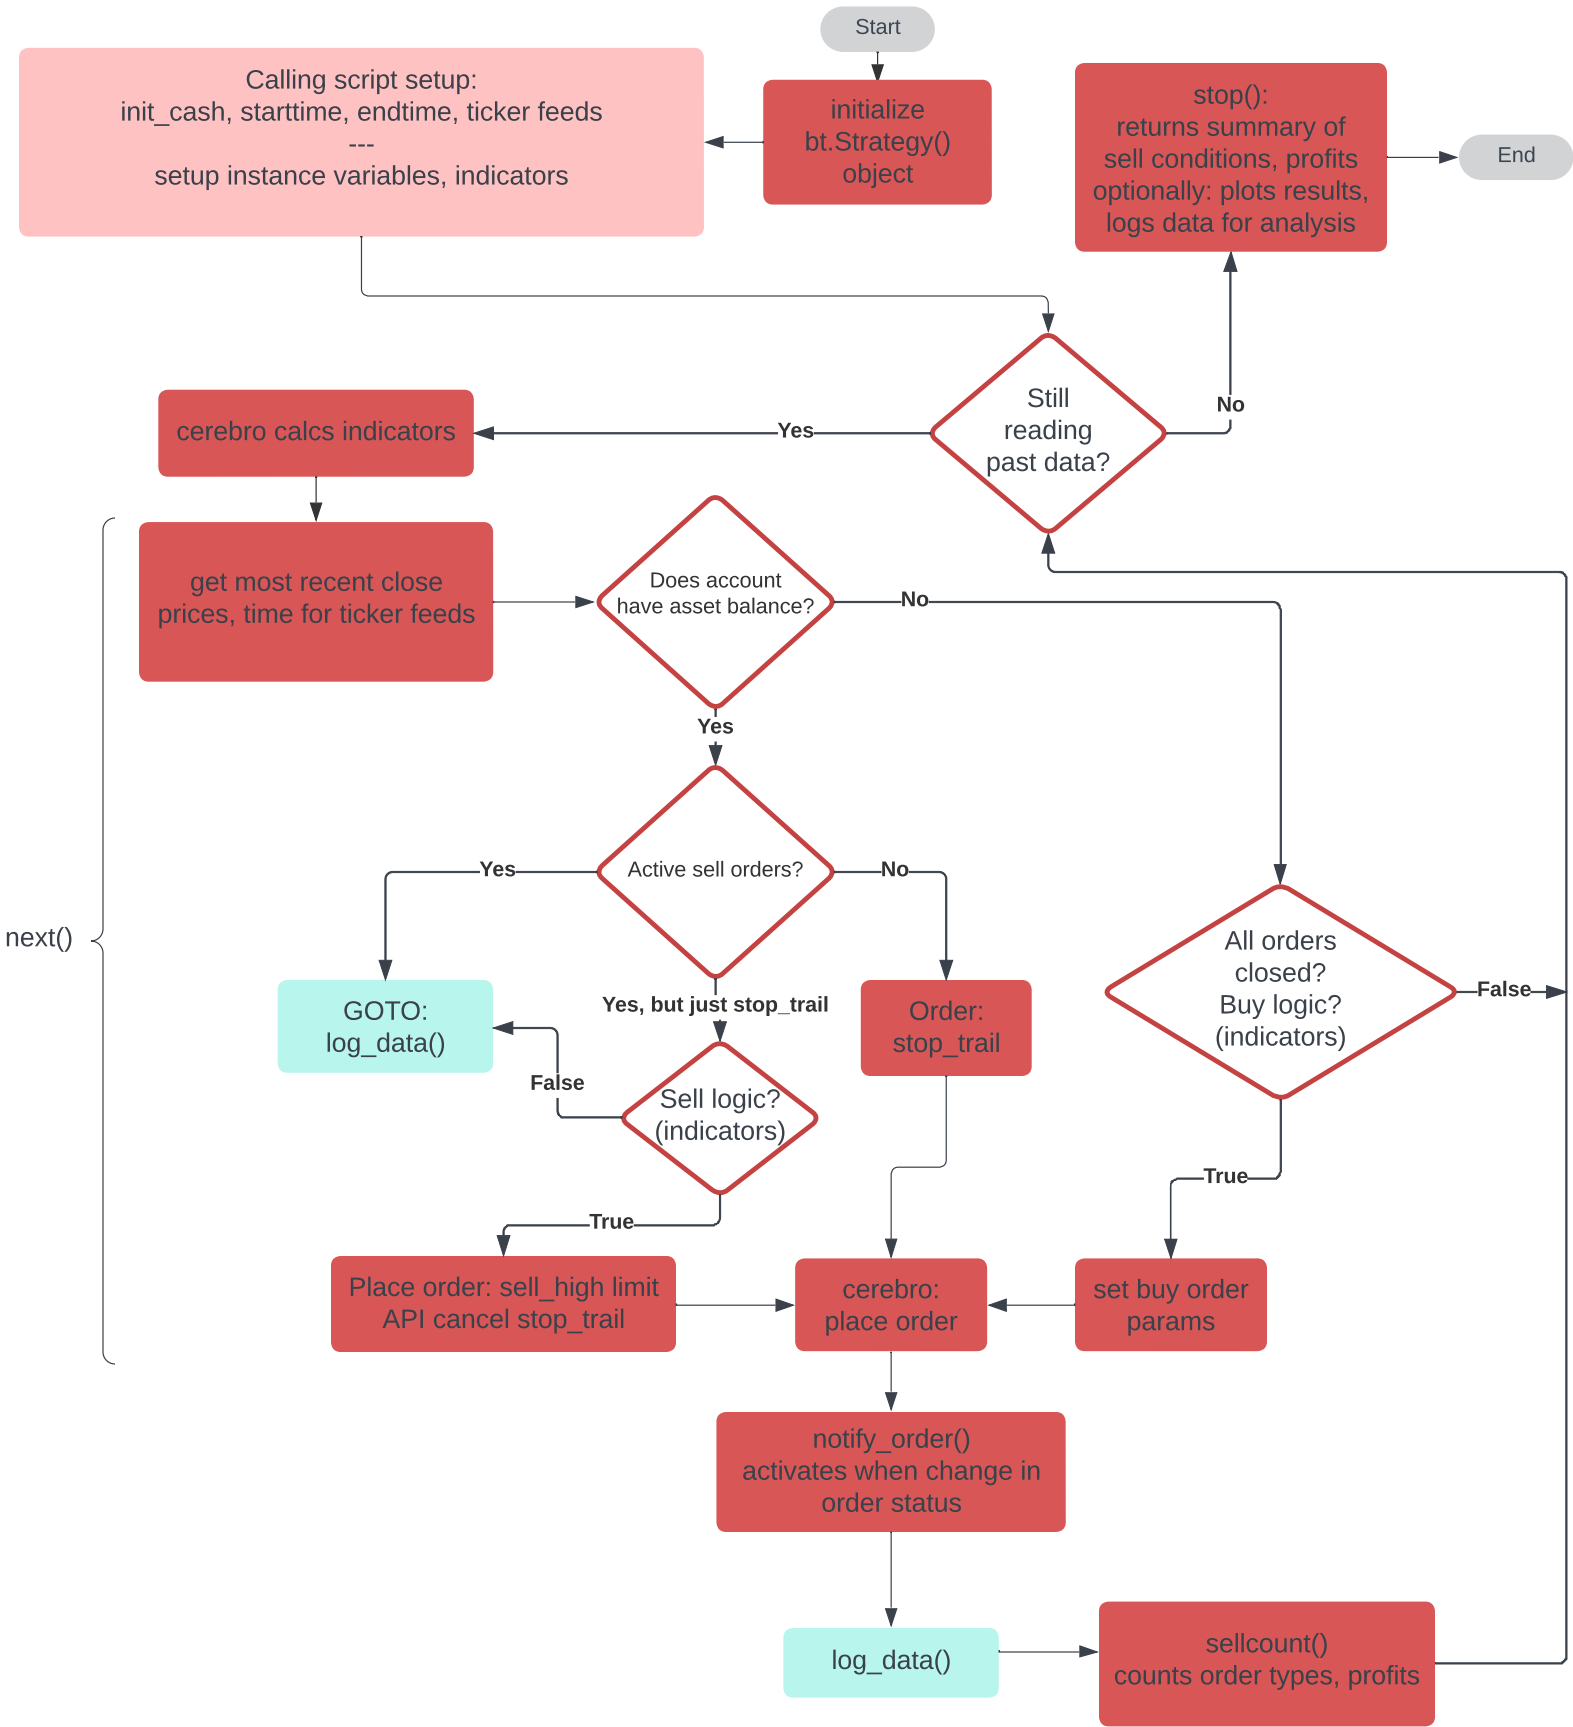 Start
Calling script setup:
init_cash, starttime, endtime, ticker feeds
---
setup instance variables, indicators
initialize
bt.Strategy()
object
stop():
returns summary of
sell conditions, profits
optionally: plots results,
logs data for analysis
End
Still
reading
past data?
No
Yes
cerebro calcs indicators
get most recent close
prices, time for ticker feeds
Does account
have asset balance?
No
Yes
Active sell orders?
Yes
No
next()
All orders
closed?
Buy logic?
(indicators)
False
GOTO:
log_data()
Yes, but just stop_trail
Order:
stop_trail
False
Sell logic?
(indicators)
True
True
Place order: sell_high limit
API cancel stop_trail
cerebro:
place order
set buy order
params
notify_order()
activates when change in
order status
log_data()
sellcount()
counts order types, profits